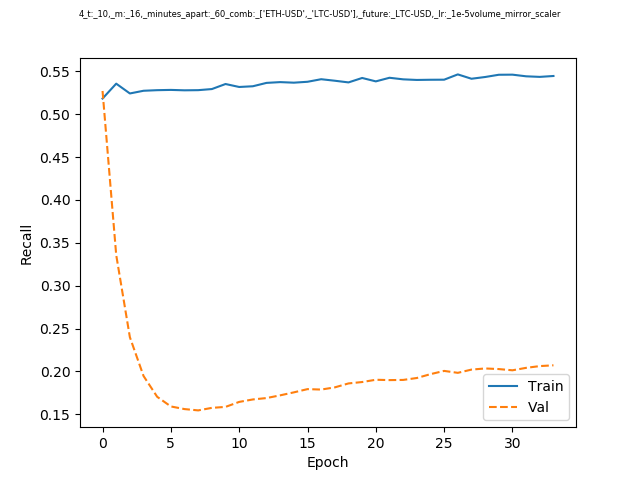 4_t:_10,_m:_16,_minutes_apart:_60_comb:_['ETH-USD',_'LTC-USD'],_future:_LTC-USD,_lr:_1e-5volume_mirror_scaler
0.55
0.50
0.45
0.40
0.35
0.30
0.25
0.20
0.15
Recall
Train
Val
0 5 10 15 20 25 30
Epoch